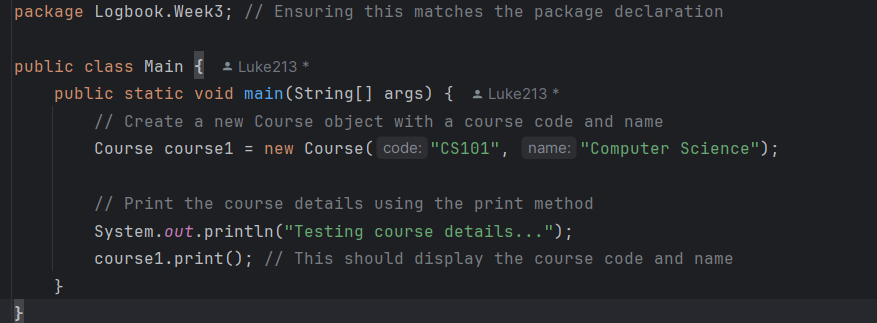 package Logbook.Week3; // Ensuring this matches the package declaration
public class Main { Luke213 *
public static void main(String[] args) { Luke213 *
// Create a new Course object with a course code and name
Course course1 = new Course( code: "CS101", name: "Computer Science");
// Print the course details using the print method
System.out.println("Testing course details...");
course1.print(); // This should display the course code and name
}
}